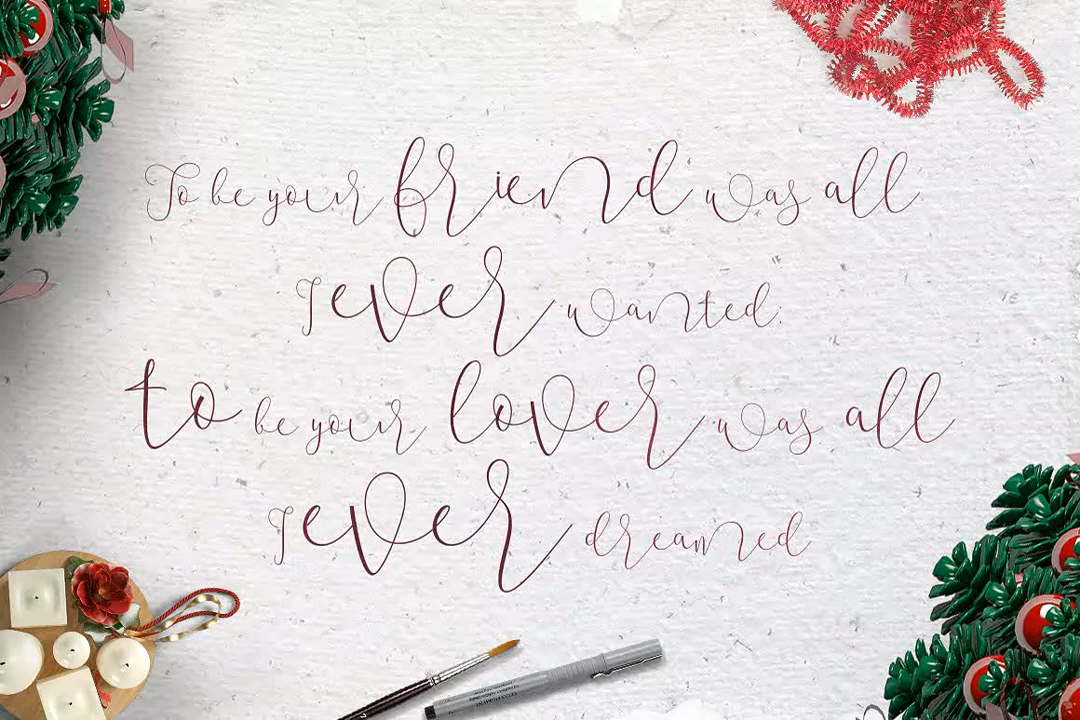 To be your friend was all
I ever wanted:
to be your lover was all
I ever dreamed